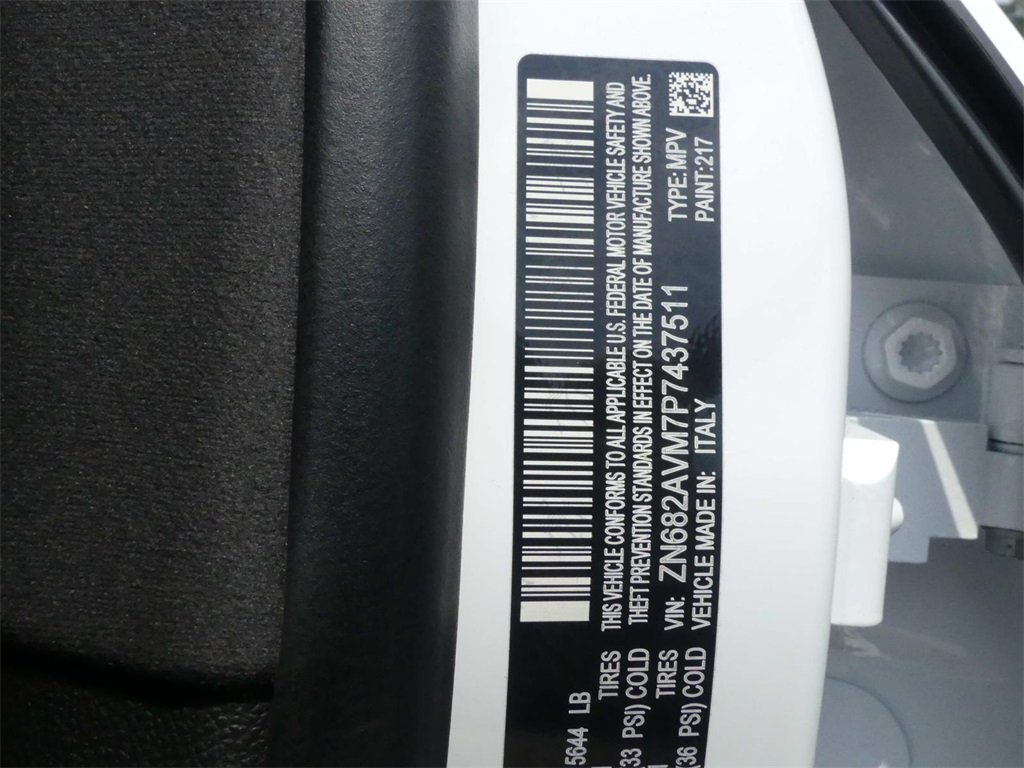 5644 LB
TIRES
33 PSI) COLD
TIRES
(36 PSI) COLD
THIS VEHICLE CONFORMS TO ALL APPLICABLE U.S. FEDERAL MOTOR VEHICLE SAFETY AND
THEFT PREVENTION STANDARDS IN EFFECT ON THE DATE OF MANUFACTURE SHOWN ABOVE.
VIN: ZN682AVM7P7437511 TYPE: MPV
VEHICLE MADE IN: ITALY PAINT: 217